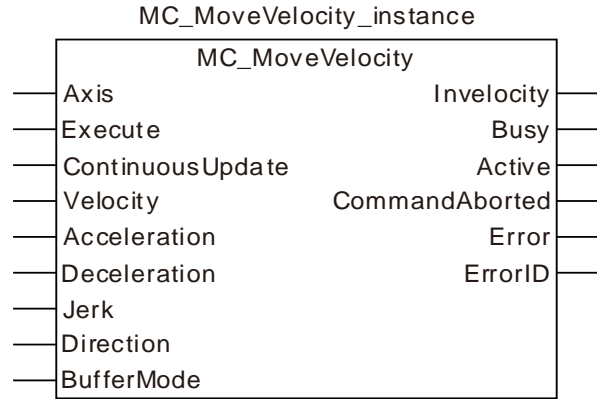 MC_MoveVelocity_instance
MC_MoveVelocity
Axis Invelocity
Execute Busy
ContinuousUpdate Active
Velocity CommandAborted
Acceleration Error
Deceleration ErrorID
Jerk
Direction
BufferMode